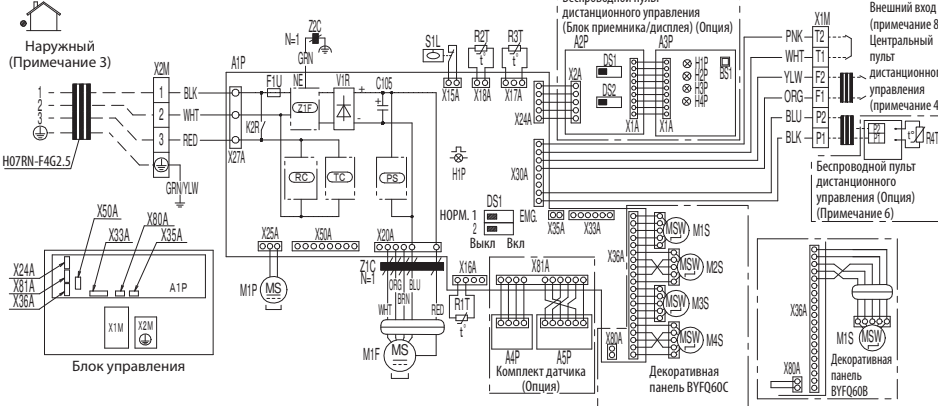 Наружный
(Примечание 3)
H07RN-F4G2.5
1
2
3
X2M
1
2
3
BLK
WHT
RED
GRN/YLW
X27A
A1P
F1U
K2R
N=1
Z2C
GRN
NE
Z1F
V1R
C105
+
-
RC
TC
PS
S1L
R2T
t°
R3T
t°
X15A
X18A
X17A
H1P
DS1
НОРМ. 1
2
EMG.
Выкл
Вкл
X24A
X30A
X35A
X33A
X25A
X50A
X20A
Z1C
N=1
ORG
BRN
BLU
WHT
RED
X16A
R1T
t°
M1P
MS
M1F
MS
X81A
A4P
A5P
Комплект датчика
(Опция)
дистанционного управления
(Блок приемника/дисплея) (Опция)
A2P
A3P
X2A
DS1
DS2
X1A
X1A
H1P
H2P
H3P
H4P
BS1
PNK
WHT
YLW
ORG
BLU
BLK
X1M
T2
T1
F2
F1
P2
P1
Внешний вход
(примечание 8
Центральный
пульт
дистанционного
управления
(примечание 4
P2
P1
t°
R4T
Беспроводной пульт
дистанционного
управления (Опция)
(Примечание 6)
X36A
X80A
MSW
M1S
MSW
M2S
MSW
M3S
MSW
M4S
Декоративная
панель BYFQ60C
X36A
X80A
M1S
MSW
Декоративная
панель
BYFQ60B
X50A
X33A
X80A
X35A
X24A
X81A
X36A
A1P
X1M
X2M
Блок управления